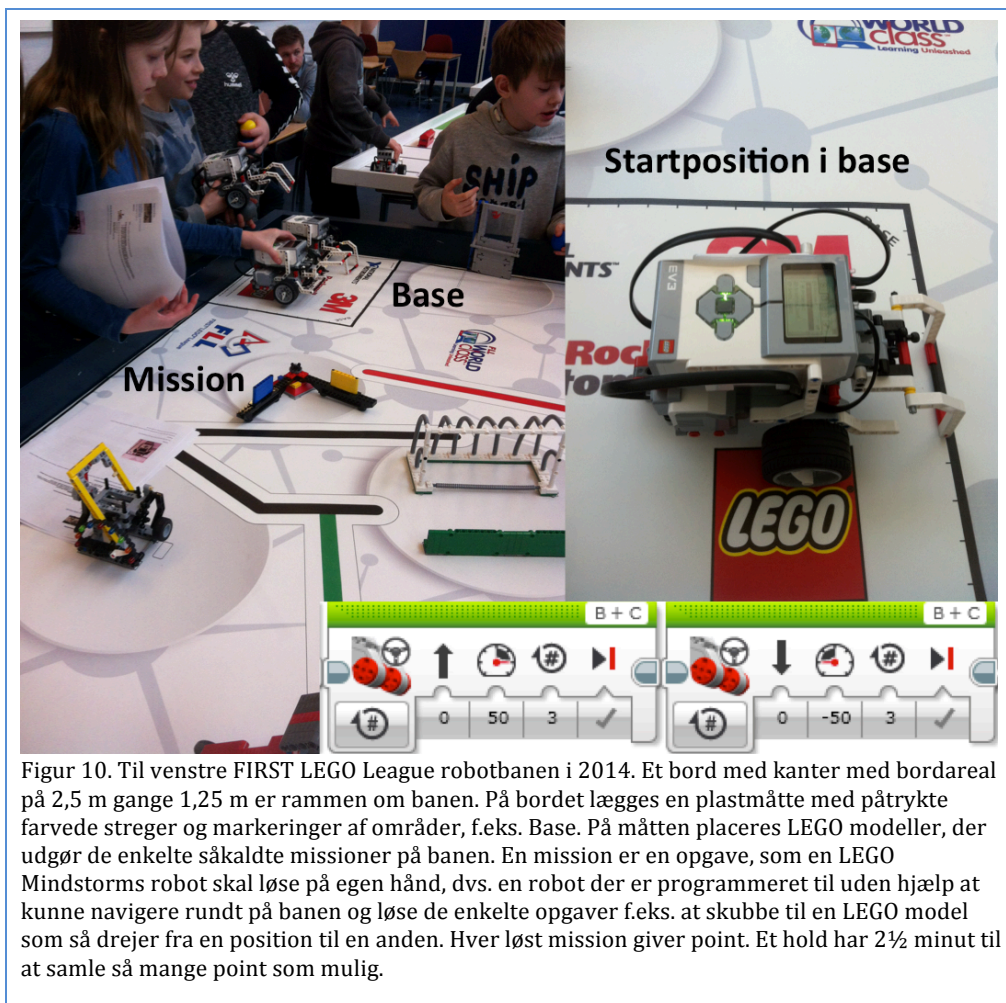 WORLD
class
Learning Unleashed
Startposition i base
SHIP
BASE
3M
EV3
Base
3M
FLL
FLL
WORLD
class
Mission
Roc
LEGO
B + C
B + C
#
#
0 50 3
0 -50 3
#
#
Figur 10. Til venstre FIRST LEGO League robotbanen i 2014. Et bord med kanter med bordareal
på 2,5 m gange 1,25 m er rammen om banen. På bordet lægges en plastmåtte med påtrykte
farvede streger og markeringer af områder, f.eks. Base. På måtten placeres LEGO modeller, der
udgør de enkelte såkaldte missioner på banen. En mission er en opgave, som en LEGO
Mindstorms robot skal løse på egen hånd, dvs. en robot der er programmeret til uden hjælp at
kunne navigere rundt på banen og løse de enkelte opgaver f.eks. at skubbe til en LEGO model
som så drejer fra en position til en anden. Hver løst mission giver point. Et hold har 2½ minut til
at samle så mange point som mulig.